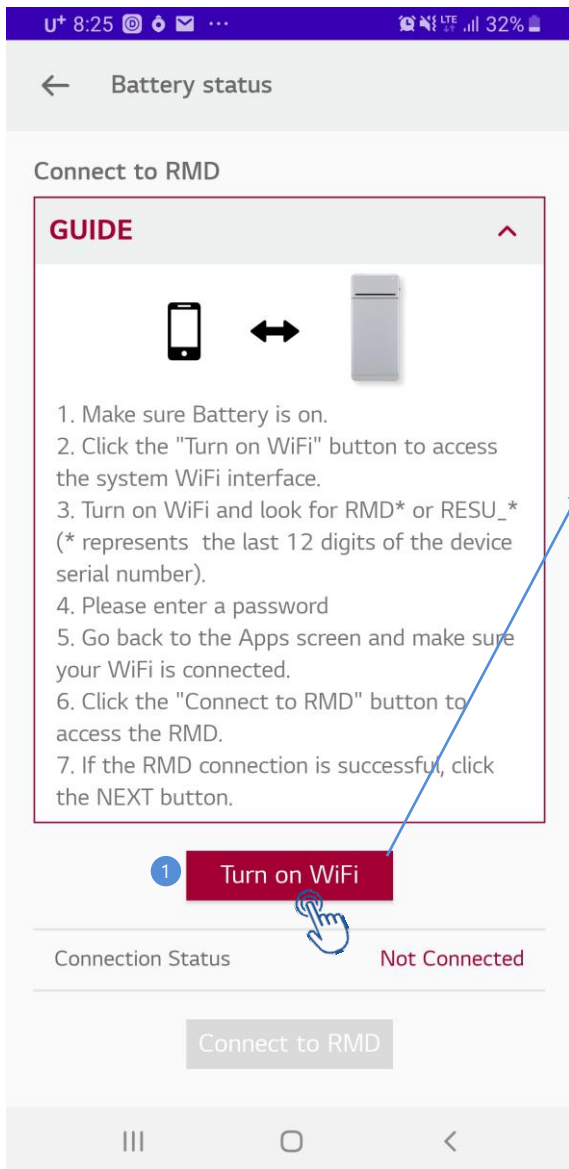 U⁺ 8:25 LTE 32%
Battery status
Connect to RMD
GUIDE
1. Make sure Battery is on.
2. Click the "Turn on WiFi" button to access
the system WiFi interface.
3. Turn on WiFi and look for RMD* or RESU_*
(* represents  the last 12 digits of the device
serial number).
4. Please enter a password
5. Go back to the Apps screen and make sure
your WiFi is connected.
6. Click the "Connect to RMD" button to
access the RMD.
7. If the RMD connection is successful, click
the NEXT button.
1 Turn on WiFi
Connection Status Not Connected
Connect to RMD